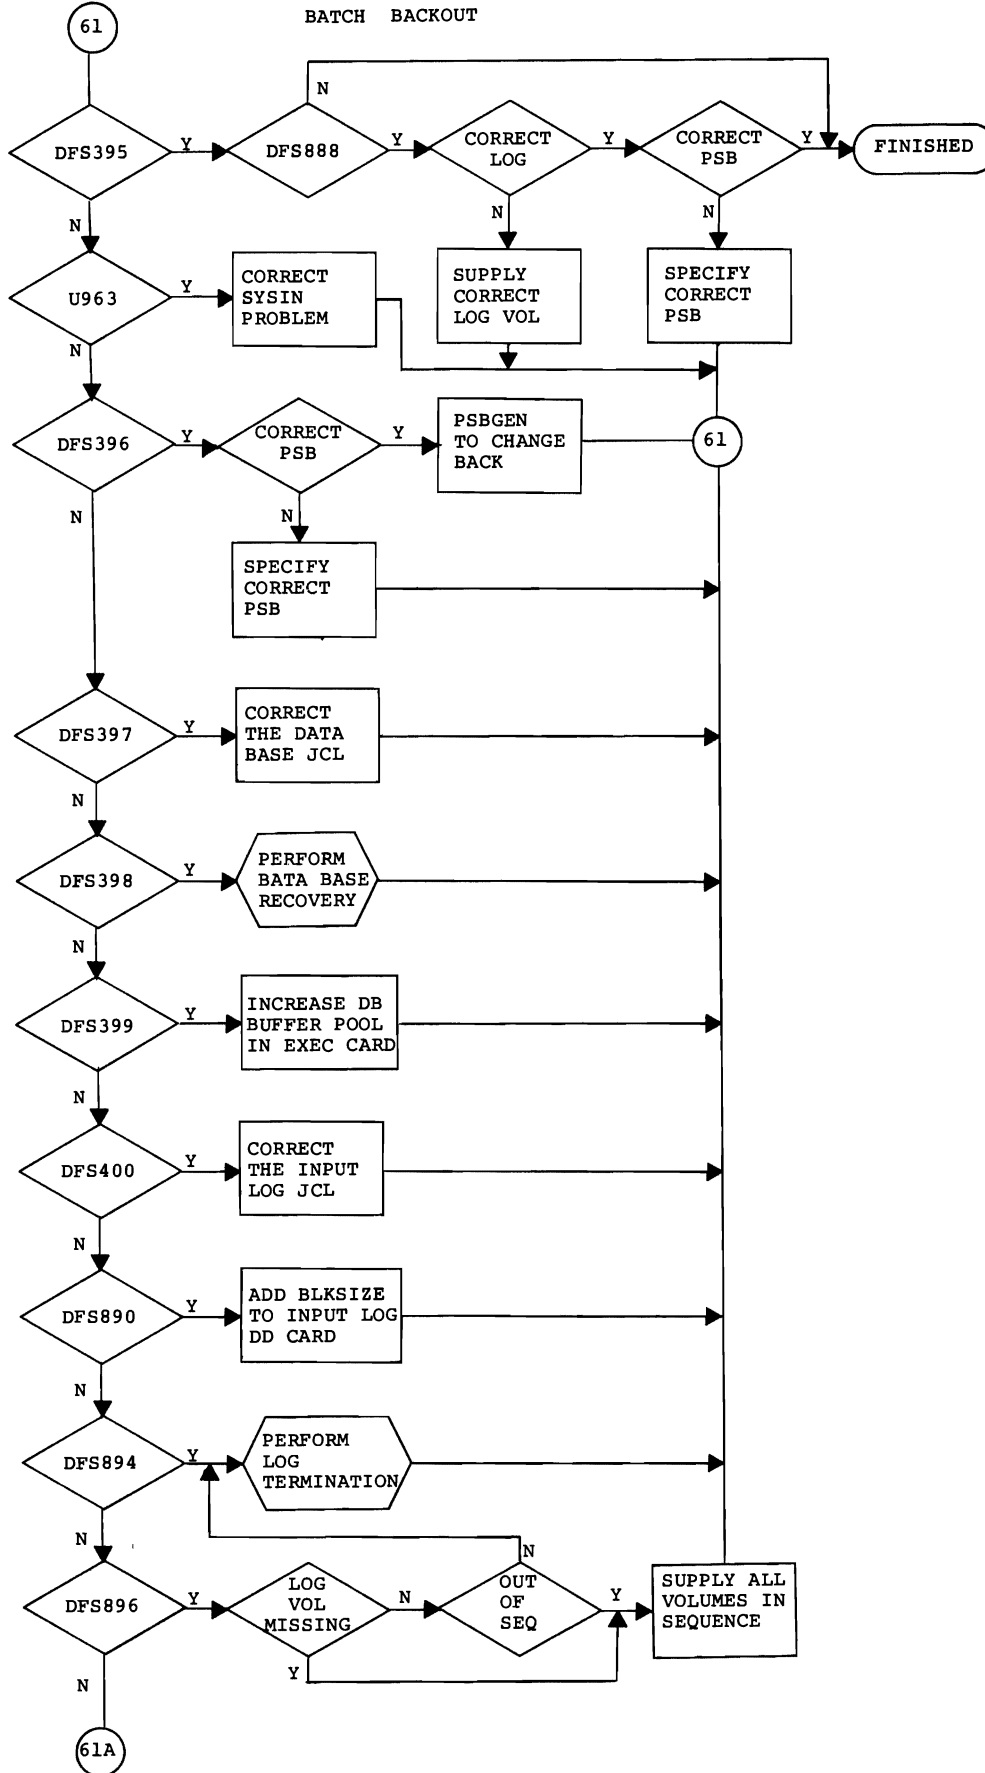 BATCH BACKOUT
61
N
DFS395
Y
DFS888
Y
CORRECT
LOG
Y
CORRECT
PSB
Y
FINISHED
N
N
N
U963
Y
CORRECT
SYSIN
PROBLEM
SUPPLY
CORRECT
LOG VOL
SPECIFY
CORRECT
PSB
N
DFS396
Y
CORRECT
PSB
Y
PSBGEN
TO CHANGE
BACK
61
N
N
SPECIFY
CORRECT
PSB
DFS397
Y
CORRECT
THE DATA
BASE JCL
N
DFS398
Y
PERFORM
BATA BASE
RECOVERY
N
DFS399
Y
INCREASE DB
BUFFER POOL
IN EXEC CARD
N
DFS400
Y
CORRECT
THE INPUT
LOG JCL
N
DFS890
Y
ADD BLKSIZE
TO INPUT LOG
DD CARD
N
DFS894
Y
PERFORM
LOG
TERMINATION
N
N
DFS896
Y
LOG
VOL
MISSING
N
OUT
OF
SEQ
Y
SUPPLY ALL
VOLUMES IN
SEQUENCE
Y
N
61A